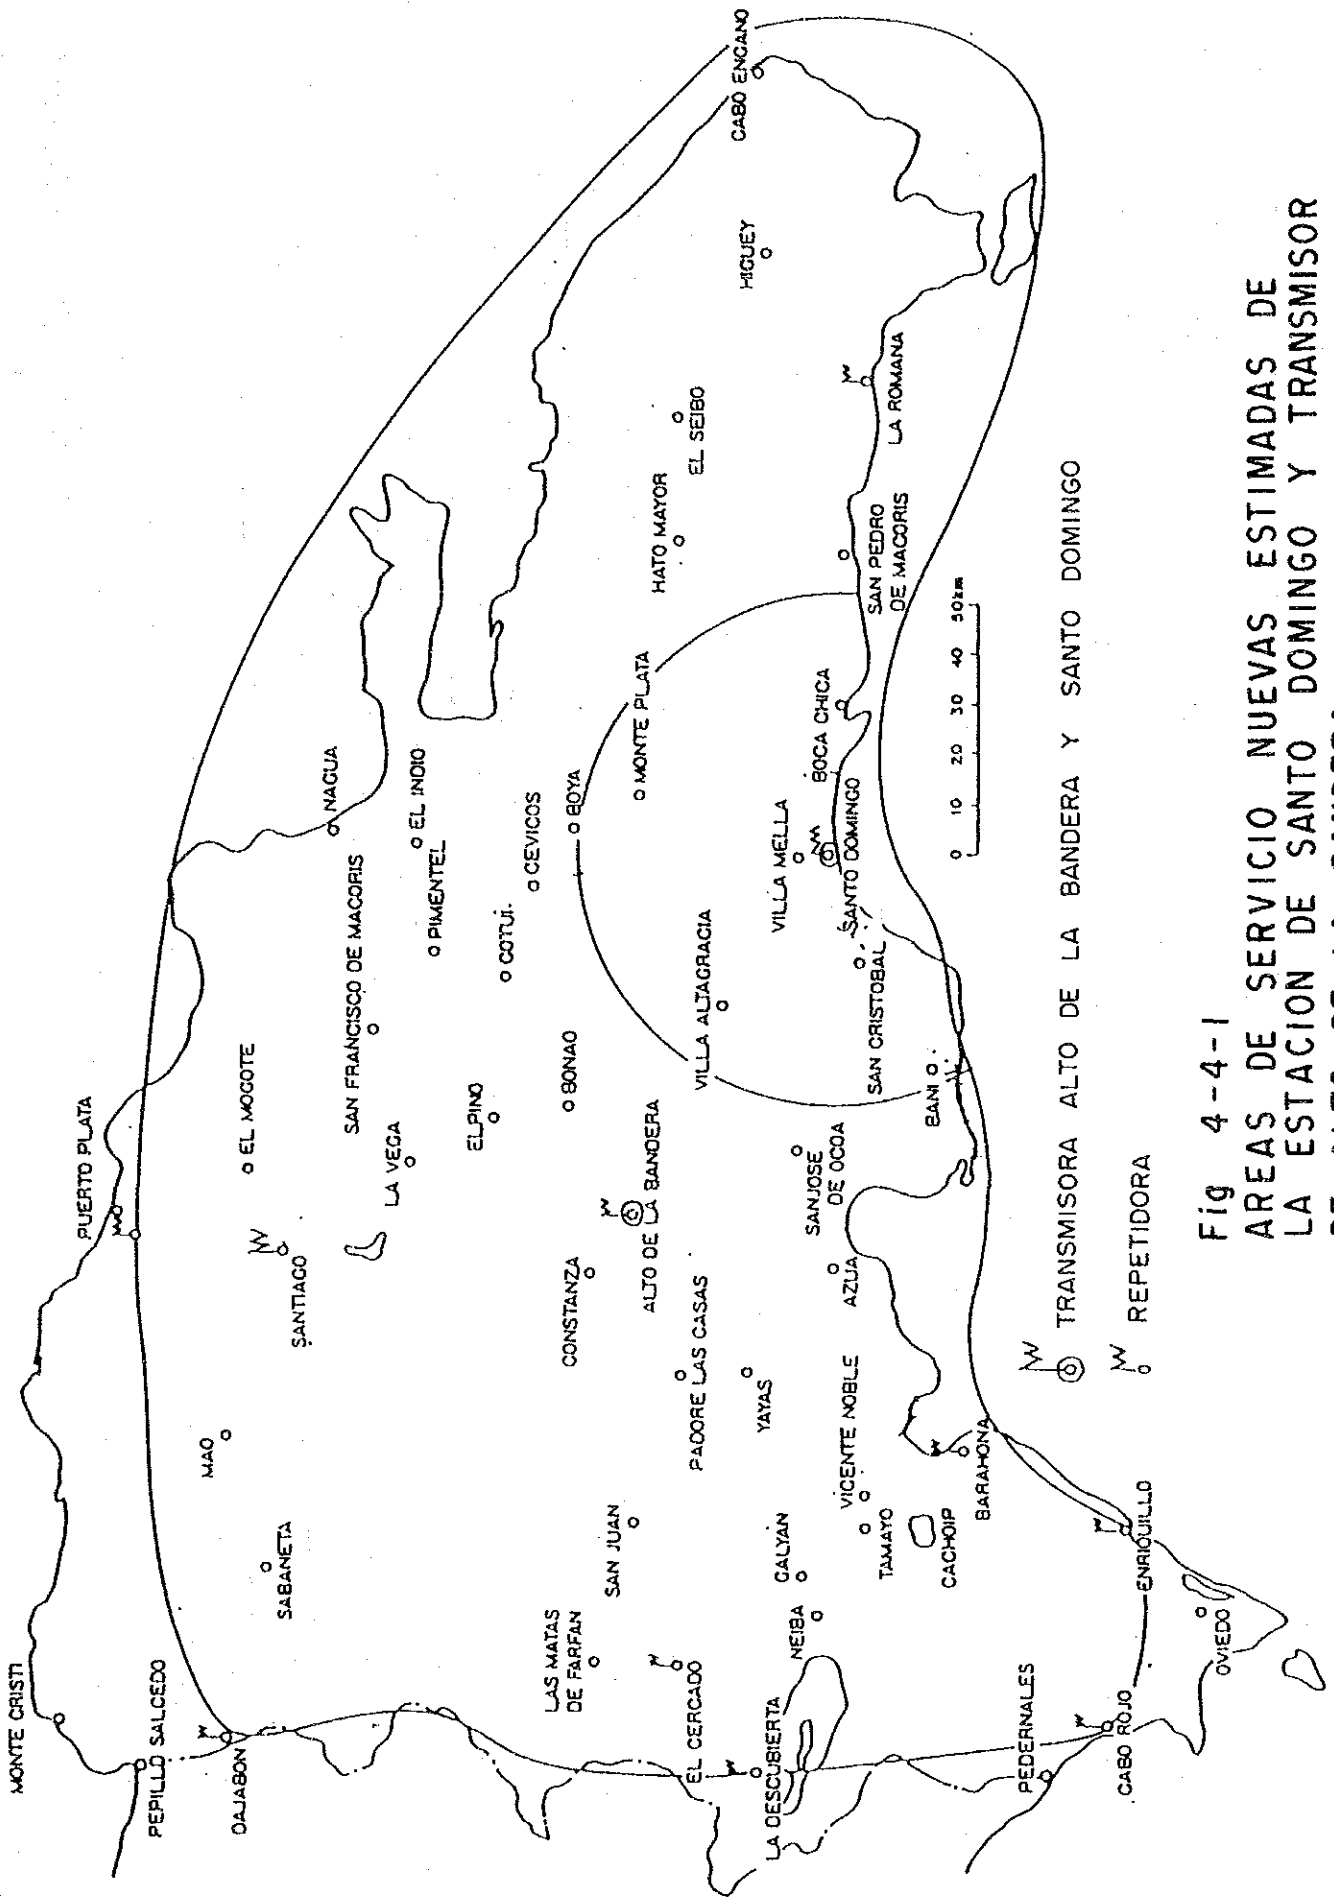 MONTE CRISTI
PEPILLO SALCEDO
DAJABON
PUERTO PLATA
MAO
SABANETA
SANTIAGO
EL MOCOTE
SAN FRANCISCO DE MACORIS
LA VEGA
NAGUA
EL INDIO
PIMENTEL
ELPINO
COTUI.
CEVICOS
BONAO
BOYA
LAS MATAS
DE FARFAN
SAN JUAN
CONSTANZA
ALTO DE LA BANDERA
MONTE PLATA
HATO MAYOR
EL SEIBO
HIGUEY
CABO ENGANO
EL CERCADO
PADORE LAS CASAS
YAYAS
VILLA ALTAGRACIA
LA DESCUBIERTA
NEIBA
GALVAN
VICENTE NOBLE
TAMAYO
CACHOIP
AZUA
SANJOSE
DE OCOA
SAN CRISTOBAL
VILLA MELLA
SANTO DOMINGO
BOCA CHICA
SAN PEDRO
DE MACORIS
LA ROMANA
BANI
BARAHONA
PEDERNALES
CABO ROJO
ENRIQUILLO
OVIEDO
0 10 20 30 40 50km
TRANSMISORA ALTO DE LA BANDERA Y SANTO DOMINGO
REPETIDORA
Fig 4-4-1
AREAS DE SERVICIO NUEVAS ESTIMADAS DE
LA ESTACION DE SANTO DOMINGO Y TRANSMISOR